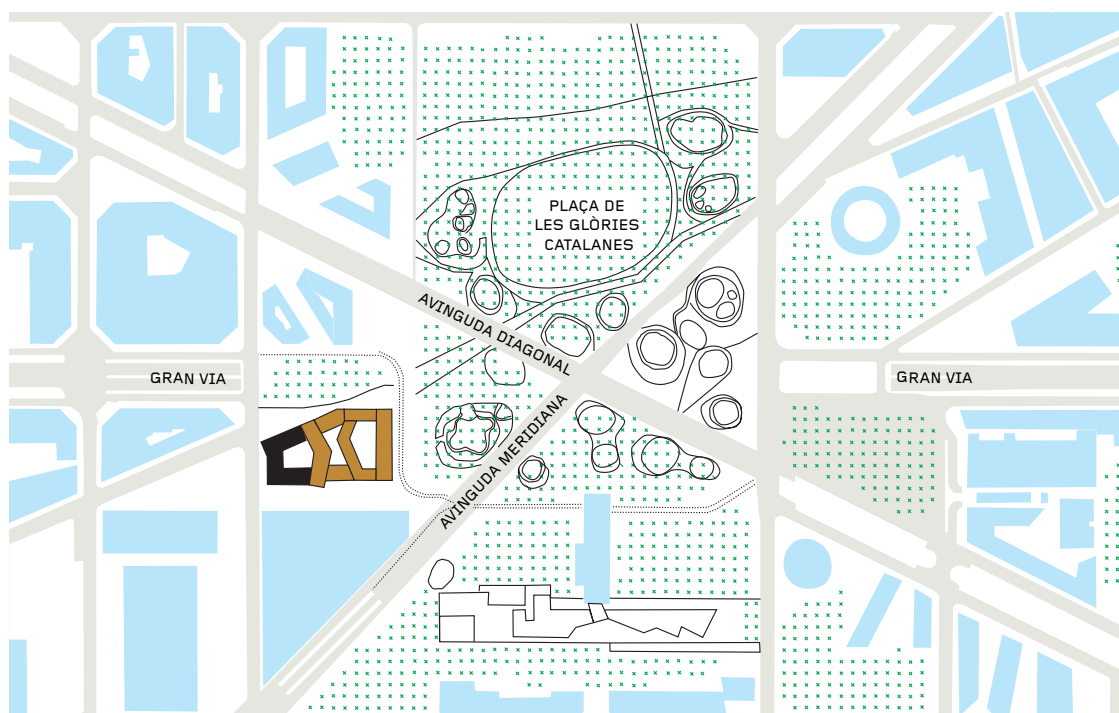 PLAÇA DE
LES GLÒRIES
CATALANES
AVINGUDA DIAGONAL
GRAN VIA
GRAN VIA
AVINGUDA MERIDIANA